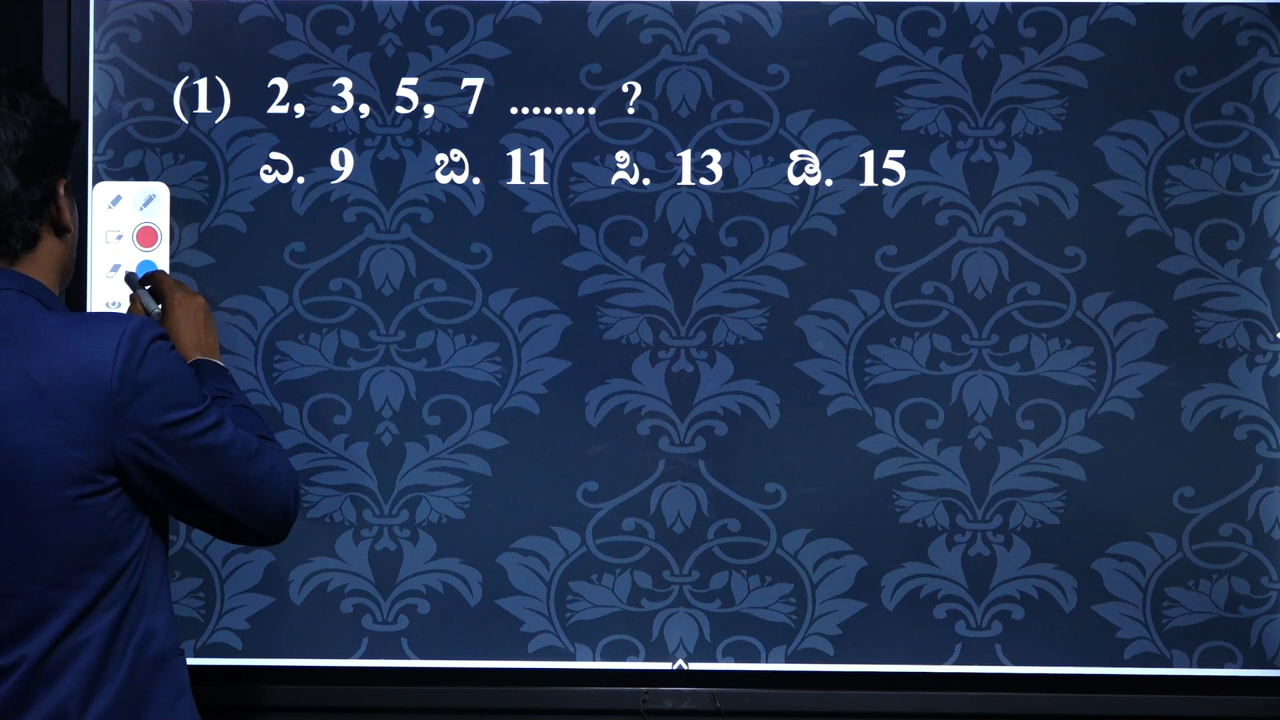 (1) 2, 3, 5, 7 ........ ?
ಎ. 9 ಬಿ. 11 ಸಿ. 13 ಡಿ. 15